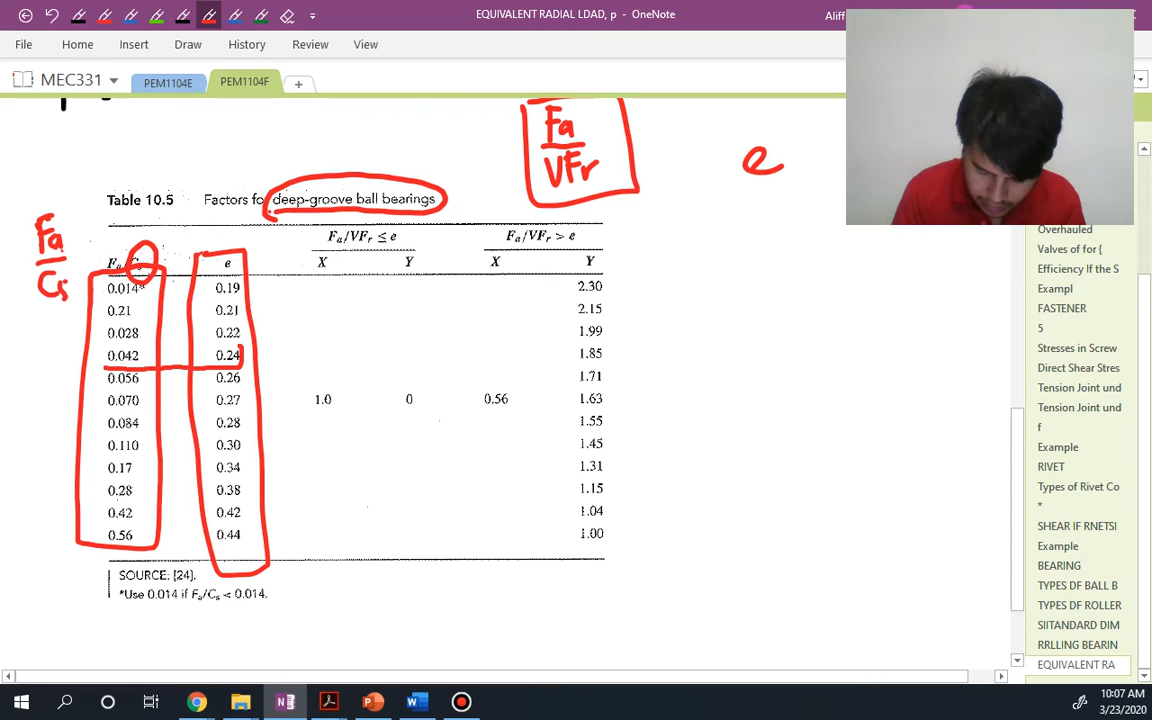 EQUIVALENT RADIAL LDAD, p - OneNote
Aliff
File Home Insert Draw History Review View
MEC331 PEM1104E PEM1104F
Fa
VFr
e
Table 10.5 Factors for deep-groove ball bearings
Fa
Cs
Fa/VFr ≤ e Fa/VFr > e
e X Y X Y
0.014* 0.19 2.30
0.21 0.21 2.15
0.028 0.22 1.99
0.042 0.24 1.85
0.056 0.26 1.71
0.070 0.27 1.0 0 0.56 1.63
0.084 0.28 1.55
0.110 0.30 1.45
0.17 0.34 1.31
0.28 0.38 1.15
0.42 0.42 1.04
0.56 0.44 1.00
SOURCE: [24].
*Use 0.014 if Fa/Cs < 0.014.
Overhauled
Valves of for {
Efficiency If the S
Exampl
FASTENER
5
Stresses in Screw
Direct Shear Stres
Tension Joint und
Tension Joint und
f
Example
RIVET
Types of Rivet Co
*
SHEAR IF RNETSI
Example
BEARING
TYPES DF BALL B
TYPES DF ROLLER
SIITANDARD DIM
RRLLING BEARIN
EQUIVALENT RA
10:07 AM
3/23/2020